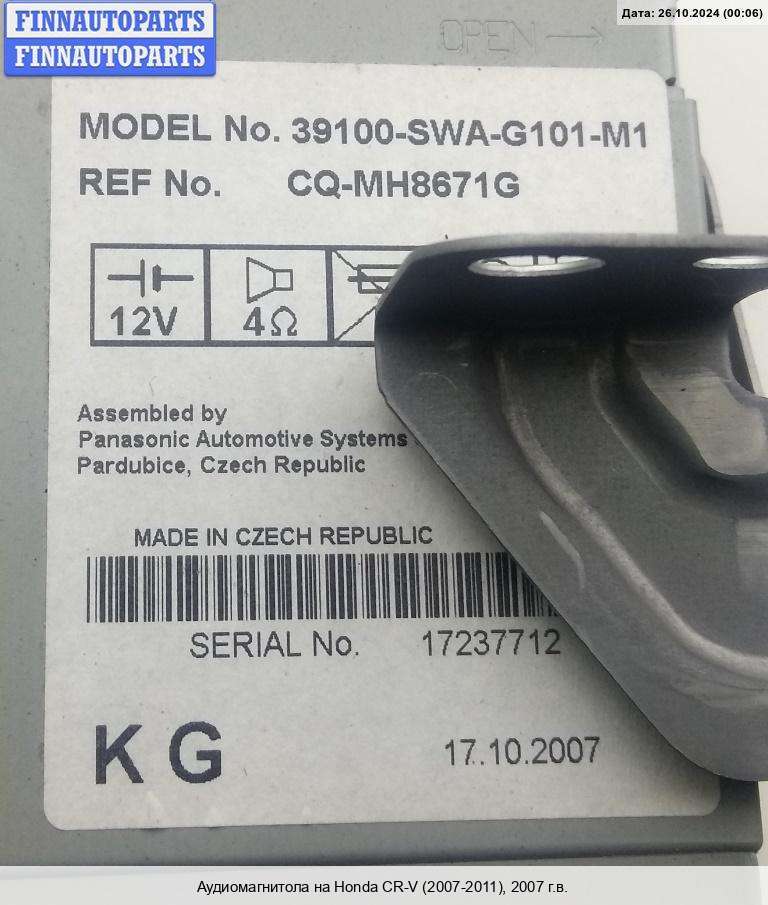 FINNAUTOPARTS
FINNAUTOPARTS
Дата: 26.10.2024 (00:06)
OPEN
MODEL No. 39100-SWA-G101-M1
REF No. CQ-MH8671G
12V
4Ω
Assembled by
Panasonic Automotive Systems
Pardubice, Czech Republic
MADE IN CZECH REPUBLIC
SERIAL No. 17237712
KG
17.10.2007
Аудиомагнитола на Honda CR-V (2007-2011), 2007 г.в.